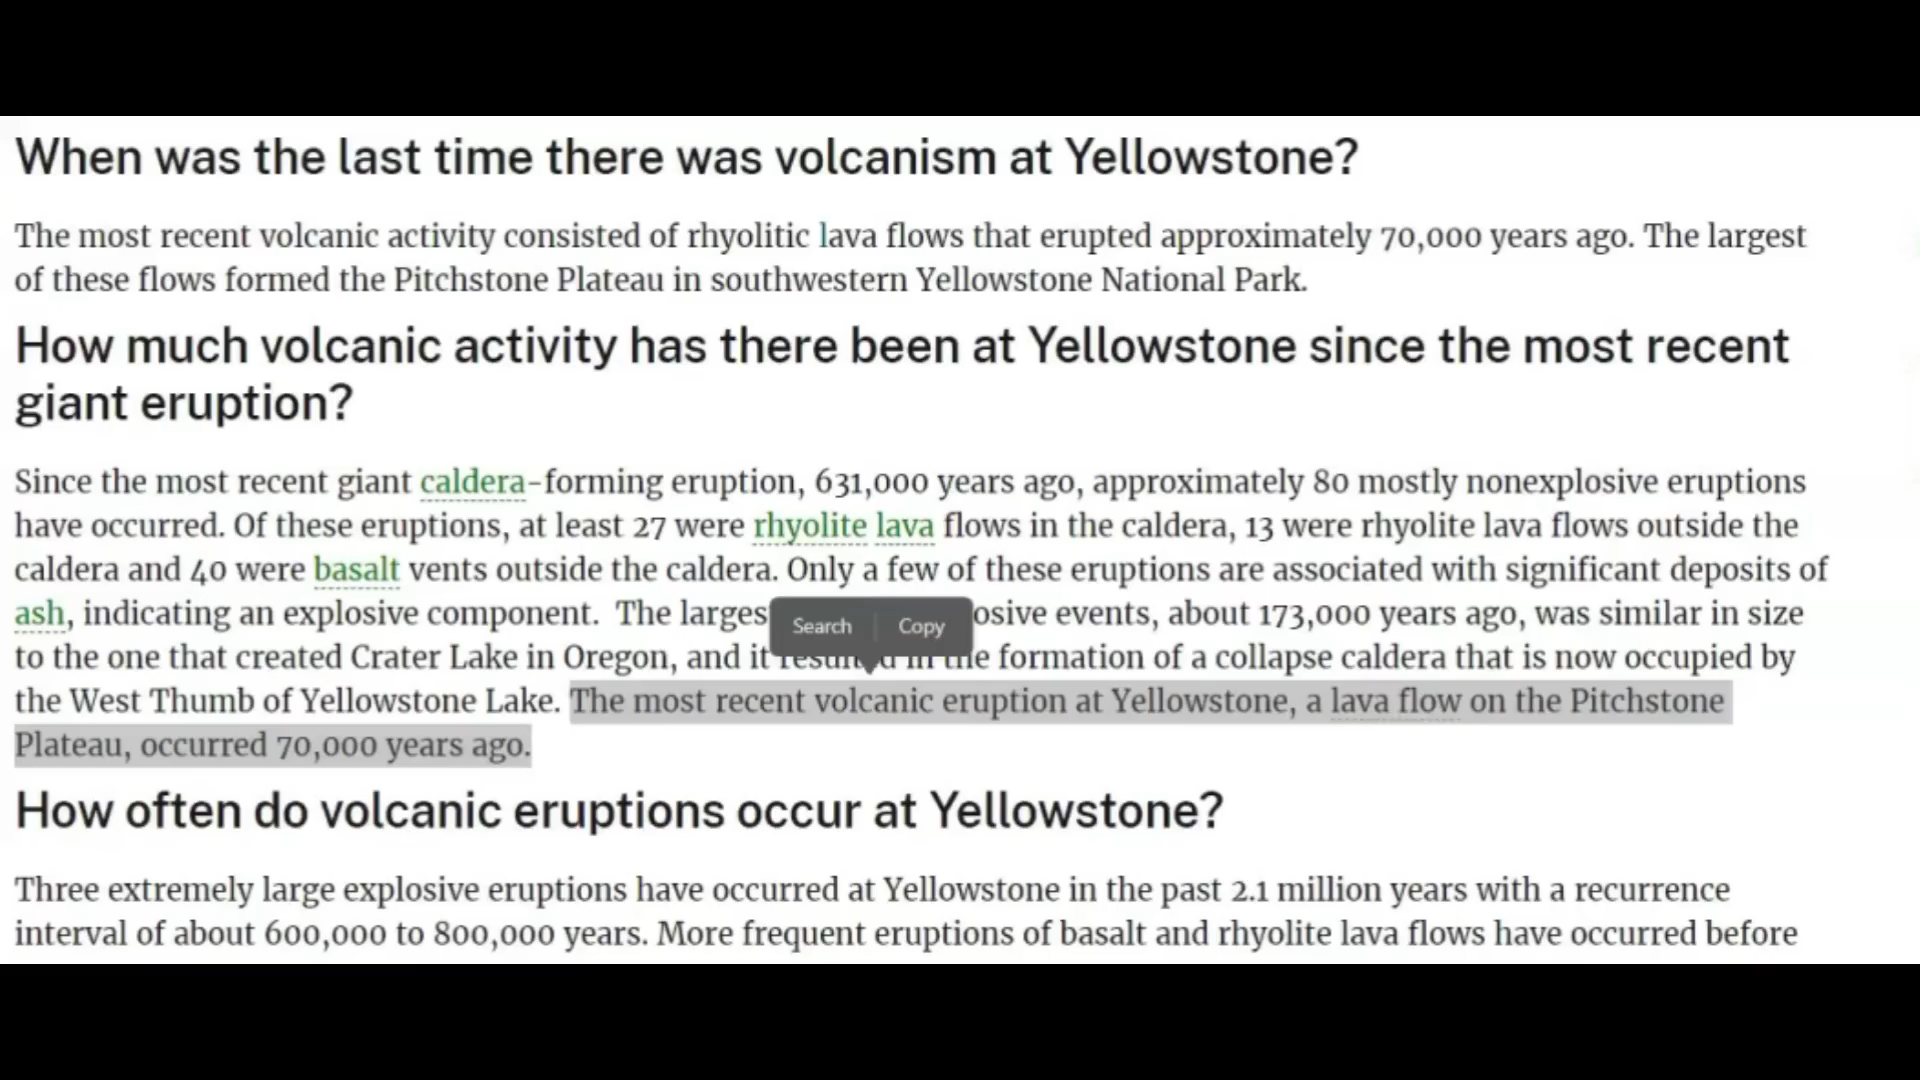 When was the last time there was volcanism at Yellowstone?
The most recent volcanic activity consisted of rhyolitic lava flows that erupted approximately 70,000 years ago. The largest
of these flows formed the Pitchstone Plateau in southwestern Yellowstone National Park.
How much volcanic activity has there been at Yellowstone since the most recent
giant eruption?
Since the most recent giant caldera-forming eruption, 631,000 years ago, approximately 80 mostly nonexplosive eruptions
have occurred. Of these eruptions, at least 27 were rhyolite lava flows in the caldera, 13 were rhyolite lava flows outside the
caldera and 40 were basalt vents outside the caldera. Only a few of these eruptions are associated with significant deposits of
ash, indicating an explosive component. The larges Search Copy osive events, about 173,000 years ago, was similar in size
to the one that created Crater Lake in Oregon, and it resulted in the formation of a collapse caldera that is now occupied by
the West Thumb of Yellowstone Lake. The most recent volcanic eruption at Yellowstone, a lava flow on the Pitchstone
Plateau, occurred 70,000 years ago.
How often do volcanic eruptions occur at Yellowstone?
Three extremely large explosive eruptions have occurred at Yellowstone in the past 2.1 million years with a recurrence
interval of about 600,000 to 800,000 years. More frequent eruptions of basalt and rhyolite lava flows have occurred before